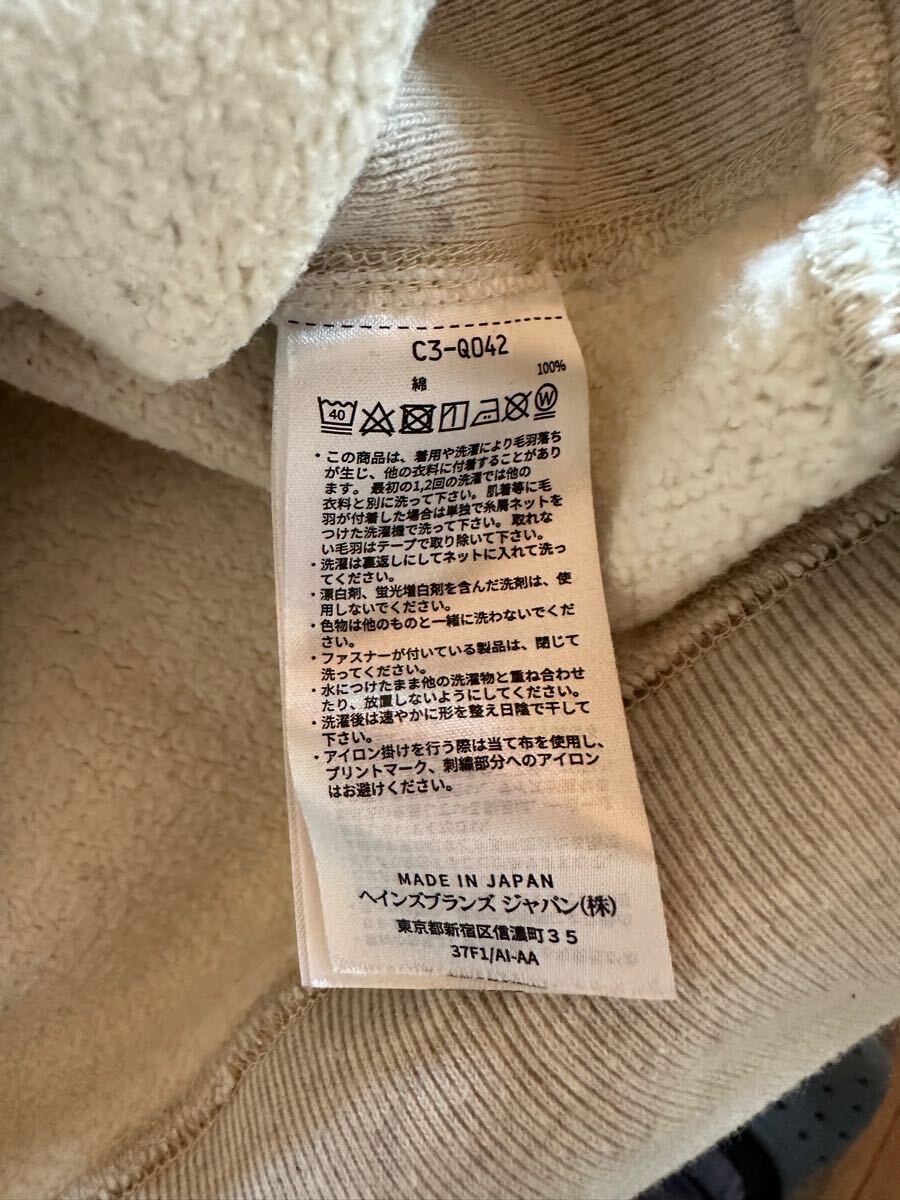 C3-Q042
綿 100%
40 W
・この商品は、着用や洗濯により毛羽落ち
が生じ、他の衣料に付着することがあり
ます。最初の1,2回の洗濯では他の
衣料と別に洗って下さい。肌着等に毛
羽が付着した場合は単独で糸屑ネットを
つけた洗濯機で洗って下さい。取れな
い毛羽はテープで取り除いて下さい。
・洗濯は裏返しにしてネットに入れて洗っ
てください。
・漂白剤、蛍光増白剤を含んだ洗剤は、使
用しないでください。
・色物は他のものと一緒に洗わないでくだ
さい。
・ファスナーが付いている製品は、閉じて
洗ってください。
・水につけたまま他の洗濯物と重ね合わせ
たり、放置しないようにしてください。
・洗濯後は速やかに形を整え日陰で干して
下さい。
・アイロン掛けを行う際は当て布を使用し、
プリントマーク、刺繍部分へのアイロン
はお避けください。
MADE IN JAPAN
ヘインズブランズ ジャパン(株)
東京都新宿区信濃町35
37F1/AI-AA